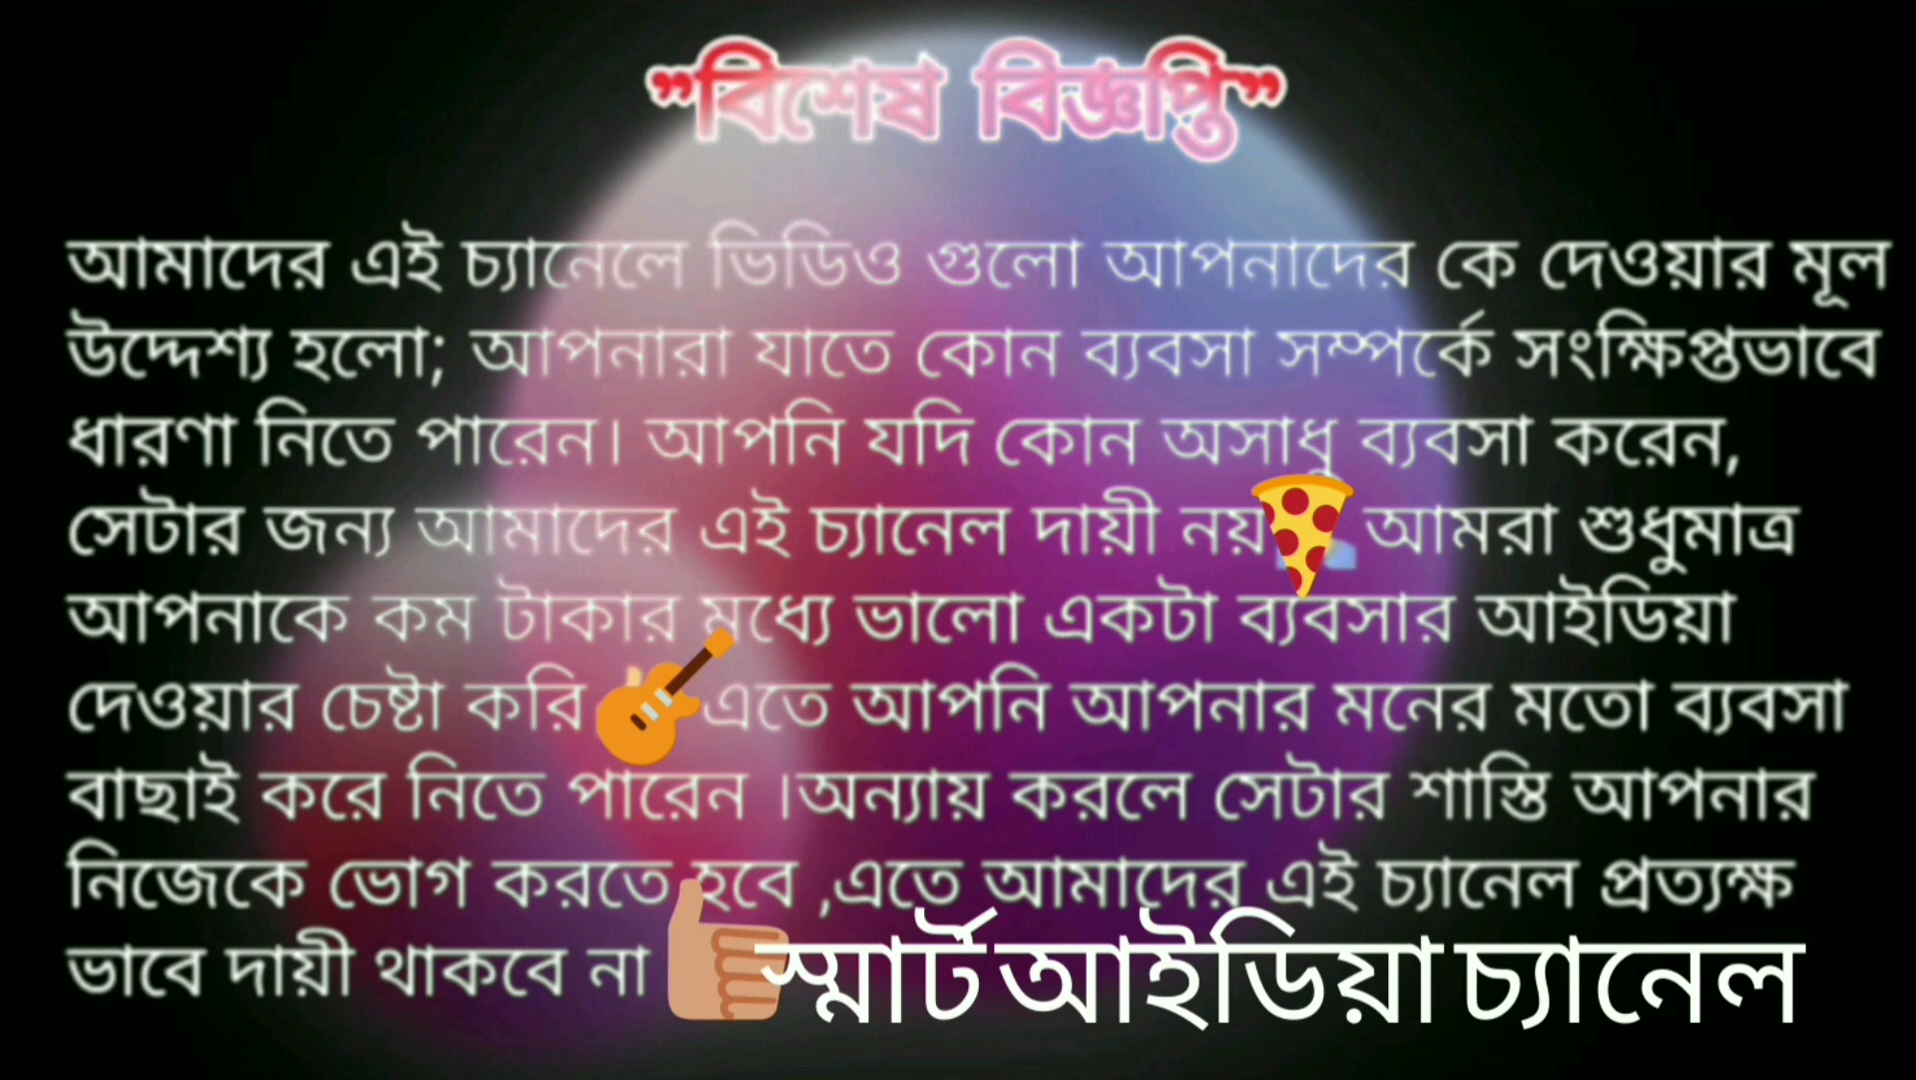 ”বিশেষ বিজ্ঞপ্তি”
আমাদের এই চ্যানেলে ভিডিও গুলো আপনাদের কে দেওয়ার মূল
উদ্দেশ্য হলো; আপনারা যাতে কোন ব্যবসা সম্পর্কে সংক্ষিপ্তভাবে
ধারণা নিতে পারেন। আপনি যদি কোন অসাধু ব্যবসা করেন,
সেটার জন্য আমাদের এই চ্যানেল দায়ী নয় আমরা শুধুমাত্র
আপনাকে কম টাকার মধ্যে ভালো একটা ব্যবসার আইডিয়া
দেওয়ার চেষ্টা করি এতে আপনি আপনার মনের মতো ব্যবসা
বাছাই করে নিতে পারেন ।অন্যায় করলে সেটার শাস্তি আপনার
নিজেকে ভোগ করতে হবে ,এতে আমাদের এই চ্যানেল প্রত্যক্ষ
ভাবে দায়ী থাকবে না
স্মার্ট আইডিয়া চ্যানেল